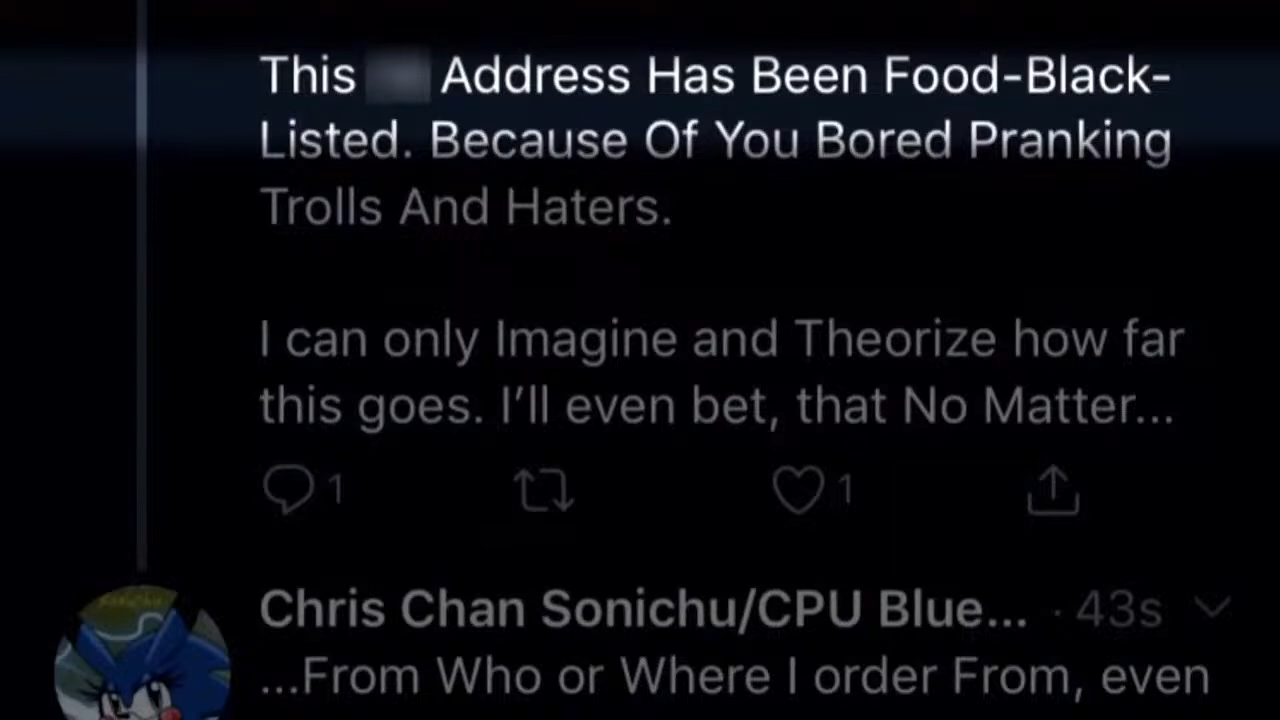 This Address Has Been Food-Black-
Listed. Because Of You Bored Pranking
Trolls And Haters.
I can only Imagine and Theorize how far
this goes. I’ll even bet, that No Matter...
1 1
Chris Chan Sonichu/CPU Blue... · 43s
...From Who or Where I order From, even